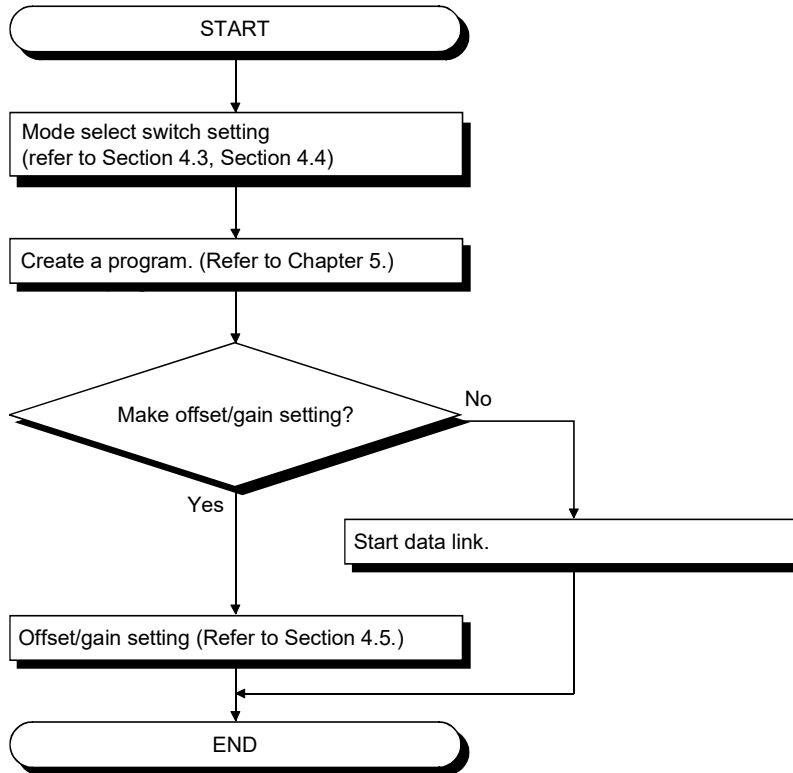 START
Mode select switch setting
(refer to Section 4.3, Section 4.4)
Create a program. (Refer to Chapter 5.)
Make offset/gain setting?
No
Yes
Start data link.
Offset/gain setting (Refer to Section 4.5.)
END